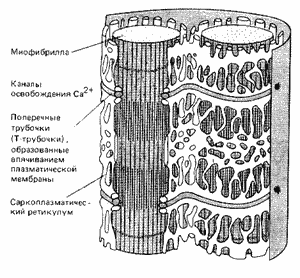 Миофибрилла
Каналы
освобождения Ca2+
Поперечные
трубочки
(Т-трубочки),
образованные
впячиванием
плазматической
мембраны
Саркоплазматичес-
кий ретикулум